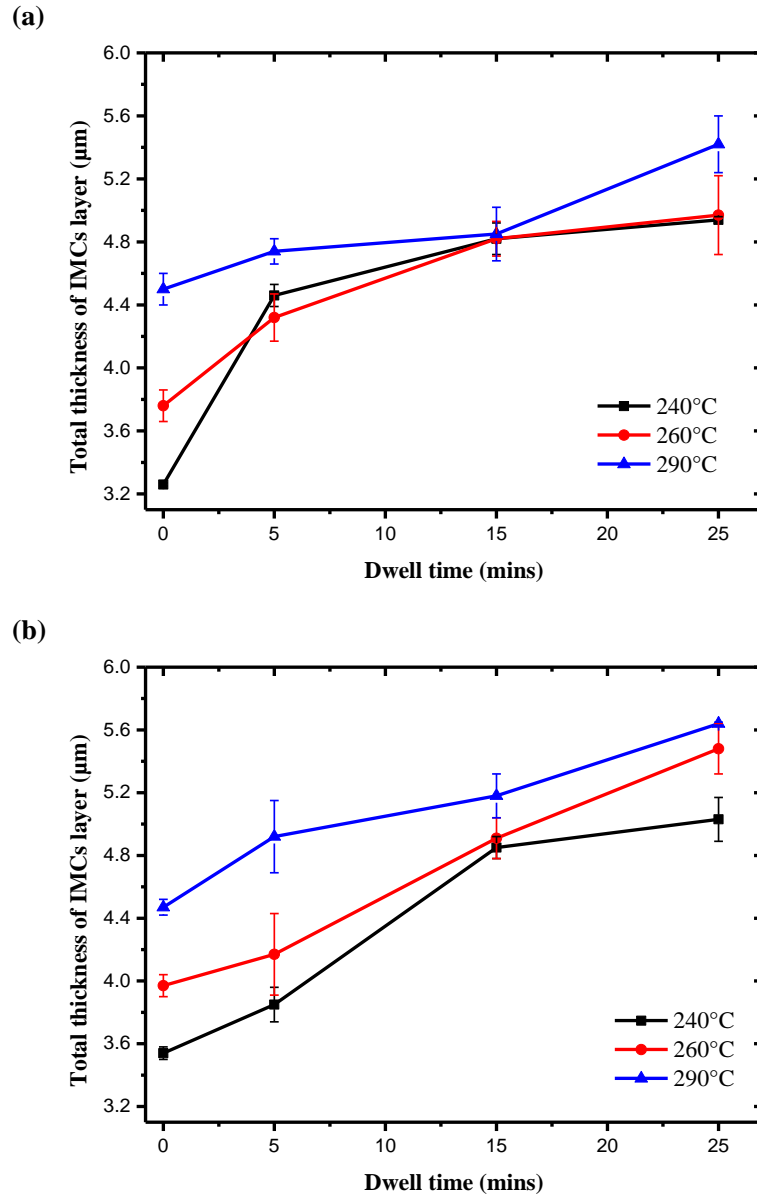 (a)
6.0
5.6
5.2
4.8
4.4
4.0
3.6
3.2
Total thickness of IMCs layer (μm)
240°C
260°C
290°C
0 5 10 15 20 25
Dwell time (mins)
(b)
6.0
5.6
5.2
4.8
4.4
4.0
3.6
3.2
Total thickness of IMCs layer (μm)
240°C
260°C
290°C
0 5 10 15 20 25
Dwell time (mins)